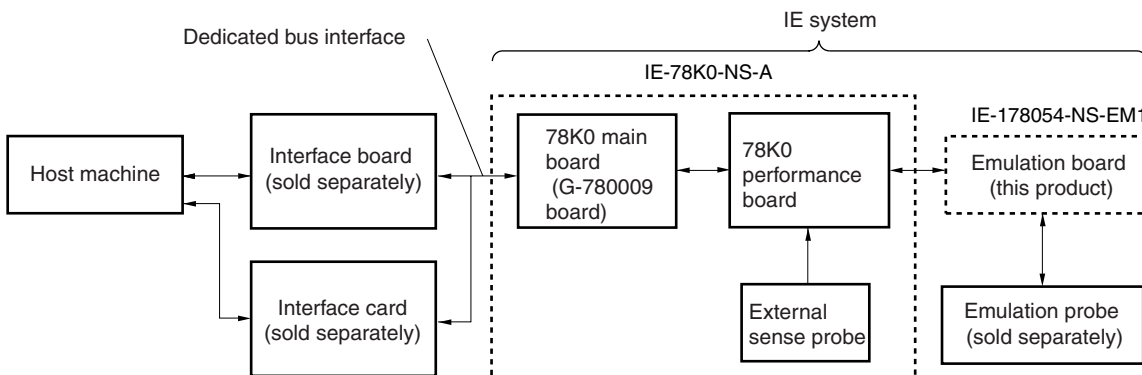 IE system
Dedicated bus interface
IE-78K0-NS-A
IE-178054-NS-EM1
Host machine
Interface board
(sold separately)
78K0 main
board
(G-780009
board)
78K0
performance
board
Emulation board
(this product)
Interface card
(sold separately)
External
sense probe
Emulation probe
(sold separately)